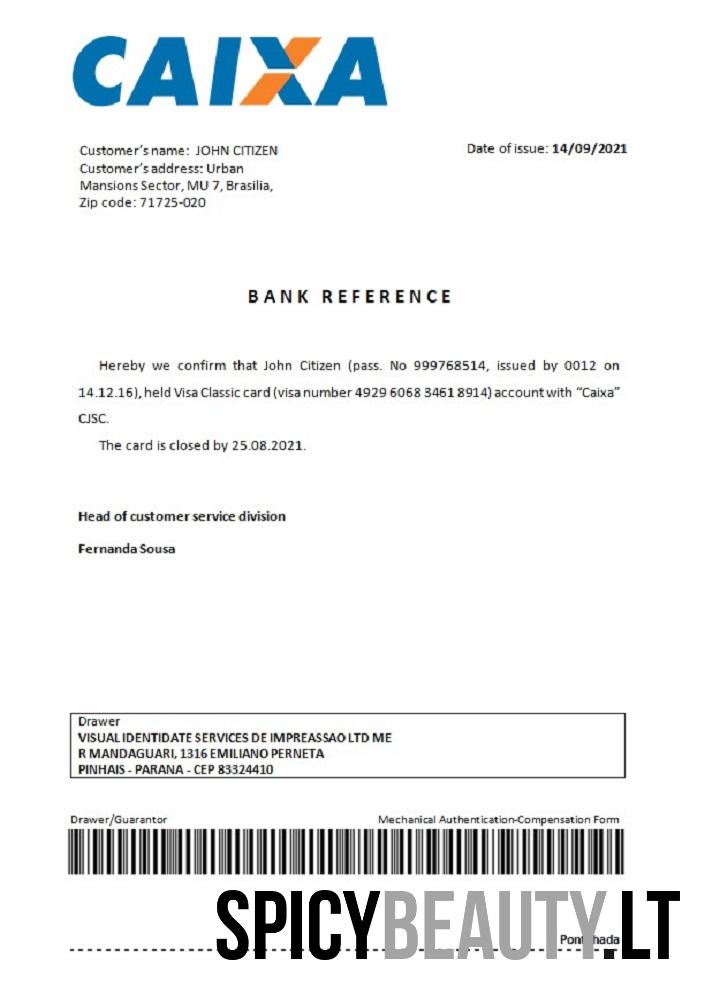 CAIXA
Customer's name: JOHN CITIZEN
Date of issue: 14/09/2021
Customer's address: Urban
Mansions Sector, MU 7, Brasilia,
Zip code: 71725-020
BANK REFERENCE
Hereby we confirm that John Citizen (pass. No 999768514, issued by 0012 on
14.12.16), held Visa Classic card (visa number 4929 6068 3461 8914) account with "Caixa"
CJSC.
The card is closed by 25.08.2021.
Head of customer service division
Fernanda Sousa
Drawer
VISUAL IDENTIDATE SERVICES DE IMPREASSAO LTD ME
R MANDAGUARI, 1316 EMILIANO PERNETA
PINHAIS - PARANA - CEP 83324410
Drawer/Guarantor
Mechanical Authentication-Compensation Form
SPICYBEAUTY.LT